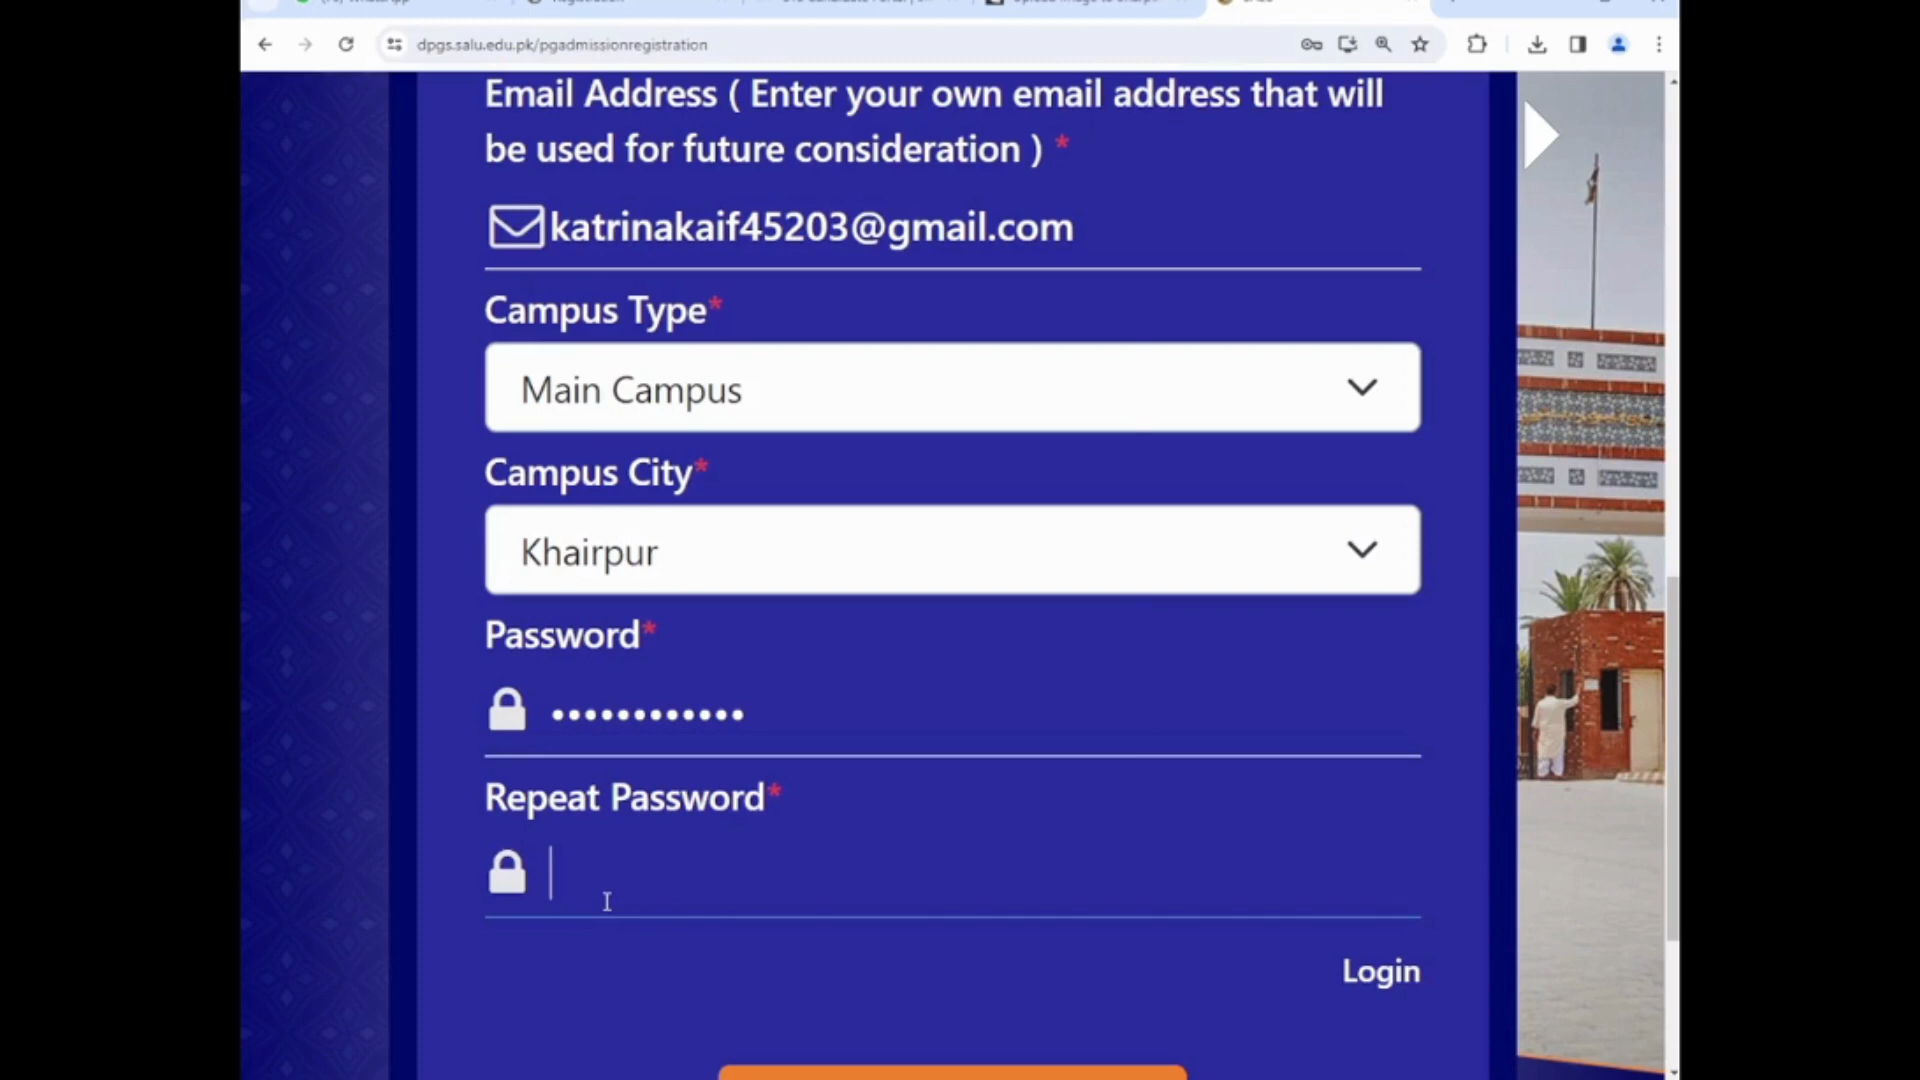 dpgs.salu.edu.pk/pgadmissionregistration
Email Address ( Enter your own email address that will
be used for future consideration ) *
katrinakaif45203@gmail.com
Campus Type*
Main Campus
Campus City*
Khairpur
Password*
••••••••••••
Repeat Password*
Login